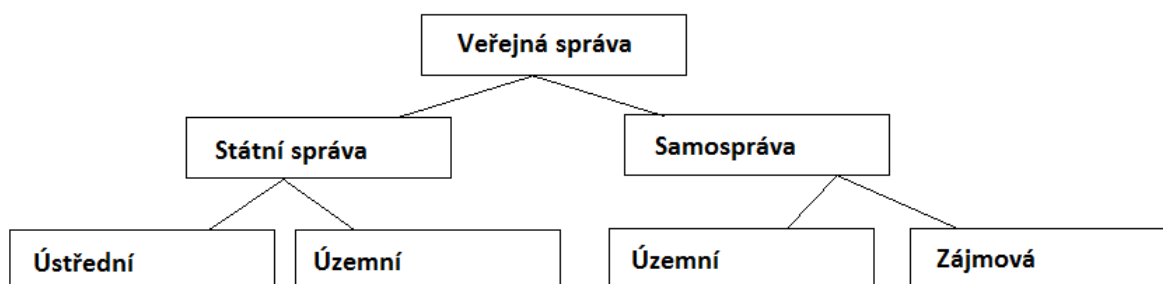 Veřejná správa
Státní správa
Samospráva
Ústřední
Územní
Územní
Zájmová